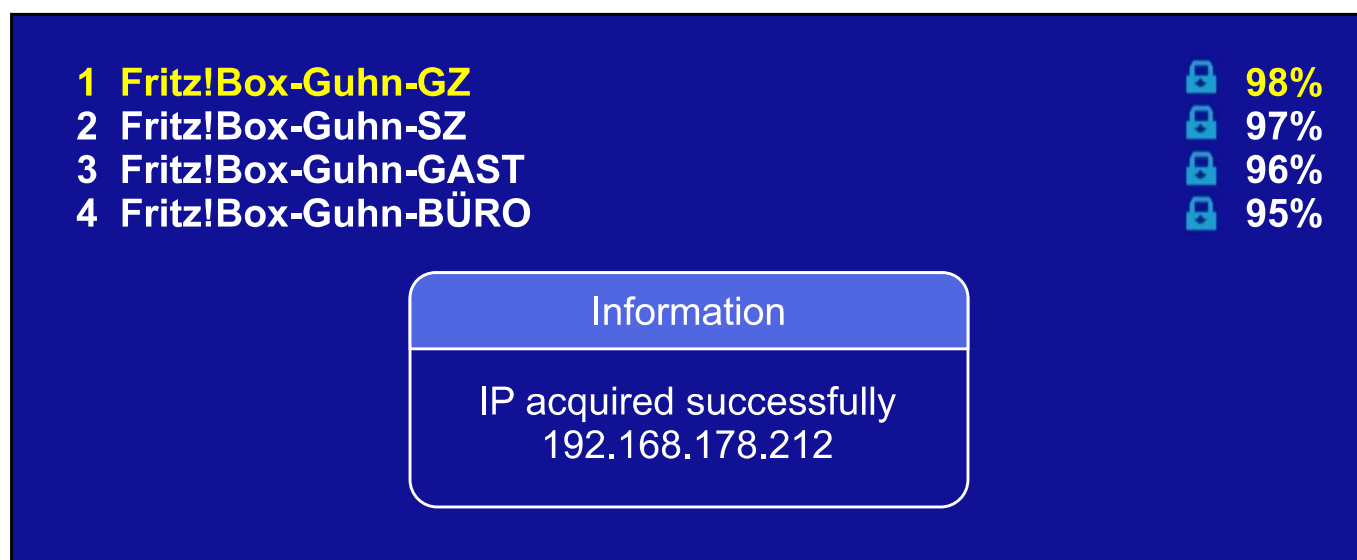 1 Fritz!Box-Guhn-GZ 98%
2 Fritz!Box-Guhn-SZ 97%
3 Fritz!Box-Guhn-GAST 96%
4 Fritz!Box-Guhn-BÜRO 95%
Information
IP acquired successfully
192.168.178.212